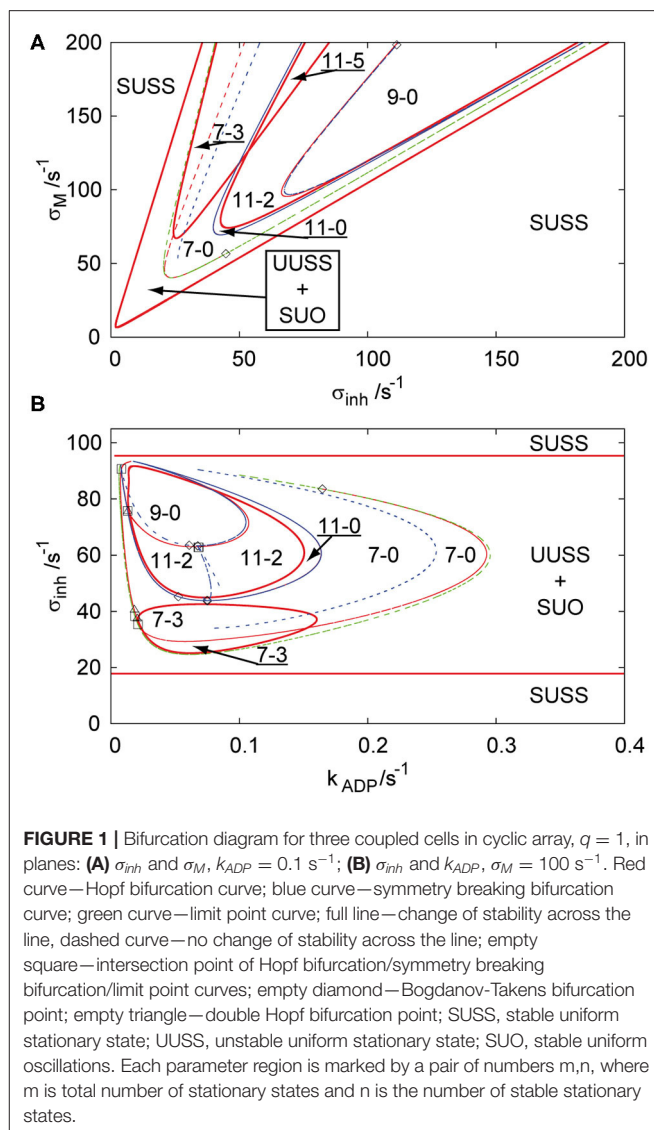 A
200
150
100
50
0
σM /s-1
SUSS
11-5
9-0
7-3
11-2
11-0
7-0
UUSS
+
SUO
SUSS
0
50
100
150
200
σinh /s-1
B
100
80
60
40
20
0
σinh /s-1
SUSS
9-0
11-0
11-2
11-2
7-0
7-0
UUSS
+
SUO
7-3
7-3
SUSS
0
0.1
0.2
0.3
0.4
kADP/s-1
FIGURE 1 | Bifurcation diagram for three coupled cells in cyclic array, q = 1, in
planes: (A) σinh and σM, kADP = 0.1 s−1; (B) σinh and kADP, σM = 100 s−1. Red
curve—Hopf bifurcation curve; blue curve—symmetry breaking bifurcation
curve; green curve—limit point curve; full line—change of stability across the
line, dashed curve—no change of stability across the line; empty
square—intersection point of Hopf bifurcation/symmetry breaking
bifurcation/limit point curves; empty diamond—Bogdanov-Takens bifurcation
point; empty triangle—double Hopf bifurcation point; SUSS, stable uniform
stationary state; UUSS, unstable uniform stationary state; SUO, stable uniform
oscillations. Each parameter region is marked by a pair of numbers m,n, where
m is total number of stationary states and n is the number of stable stationary
states.